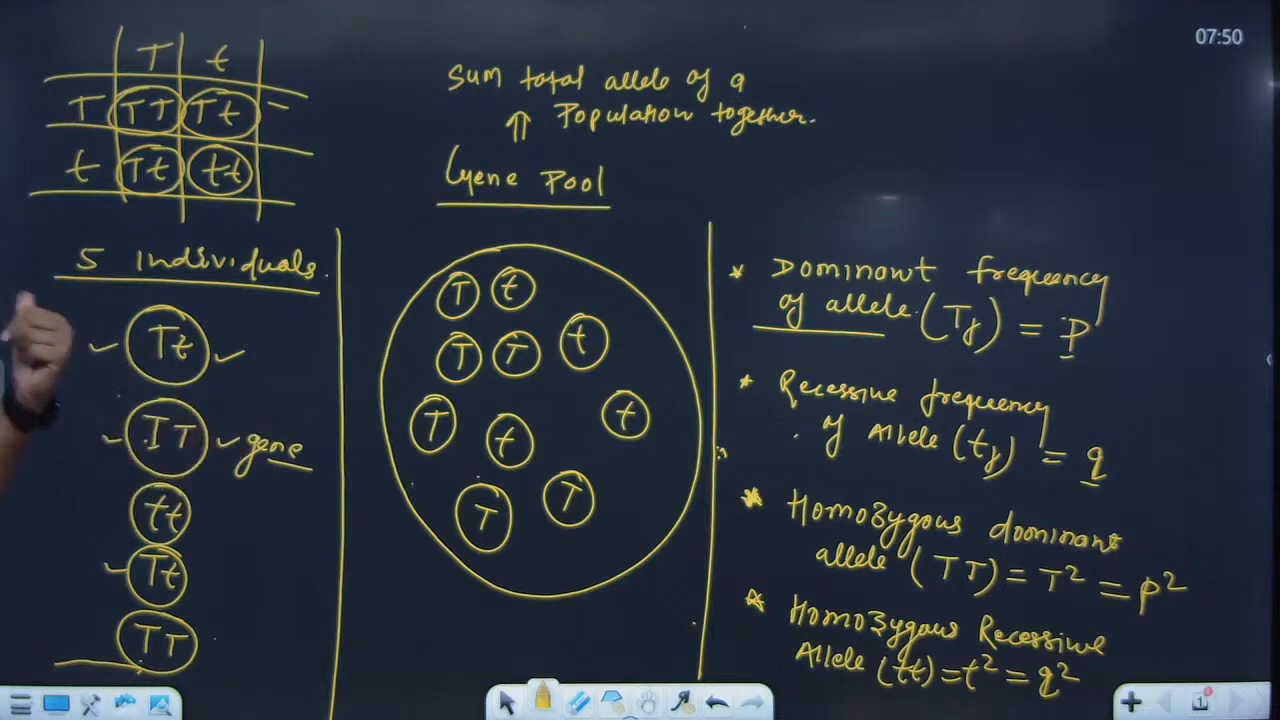 07:50
T t
T TT Tt
t Tt tt
Sum total allele of a
Population together.
Gene Pool
5 Individuals.
Tt
TT gene
tt
Tt
TT
T t
T T t
T t t
T T
* Dominant frequency
of allele. (Tf) = P
* Recessive frequency
of Allele (tf) = q
* Homozygous dominant
allele (TT) = T² = p²
* Homozygous Recessive
Allele (tt) = t² = q²
1